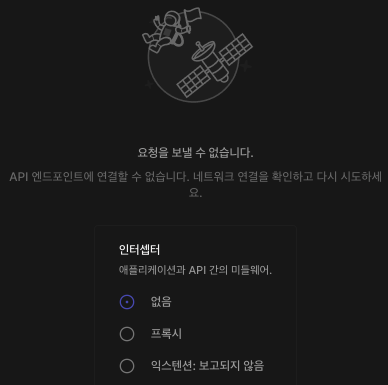 요청을 보낼 수 없습니다.
API 엔드포인트에 연결할 수 없습니다. 네트워크 연결을 확인하고 다시 시도하세
요.
인터셉터
애플리케이션과 API 간의 미들웨어.
없음
프록시
익스텐션: 보고되지 않음